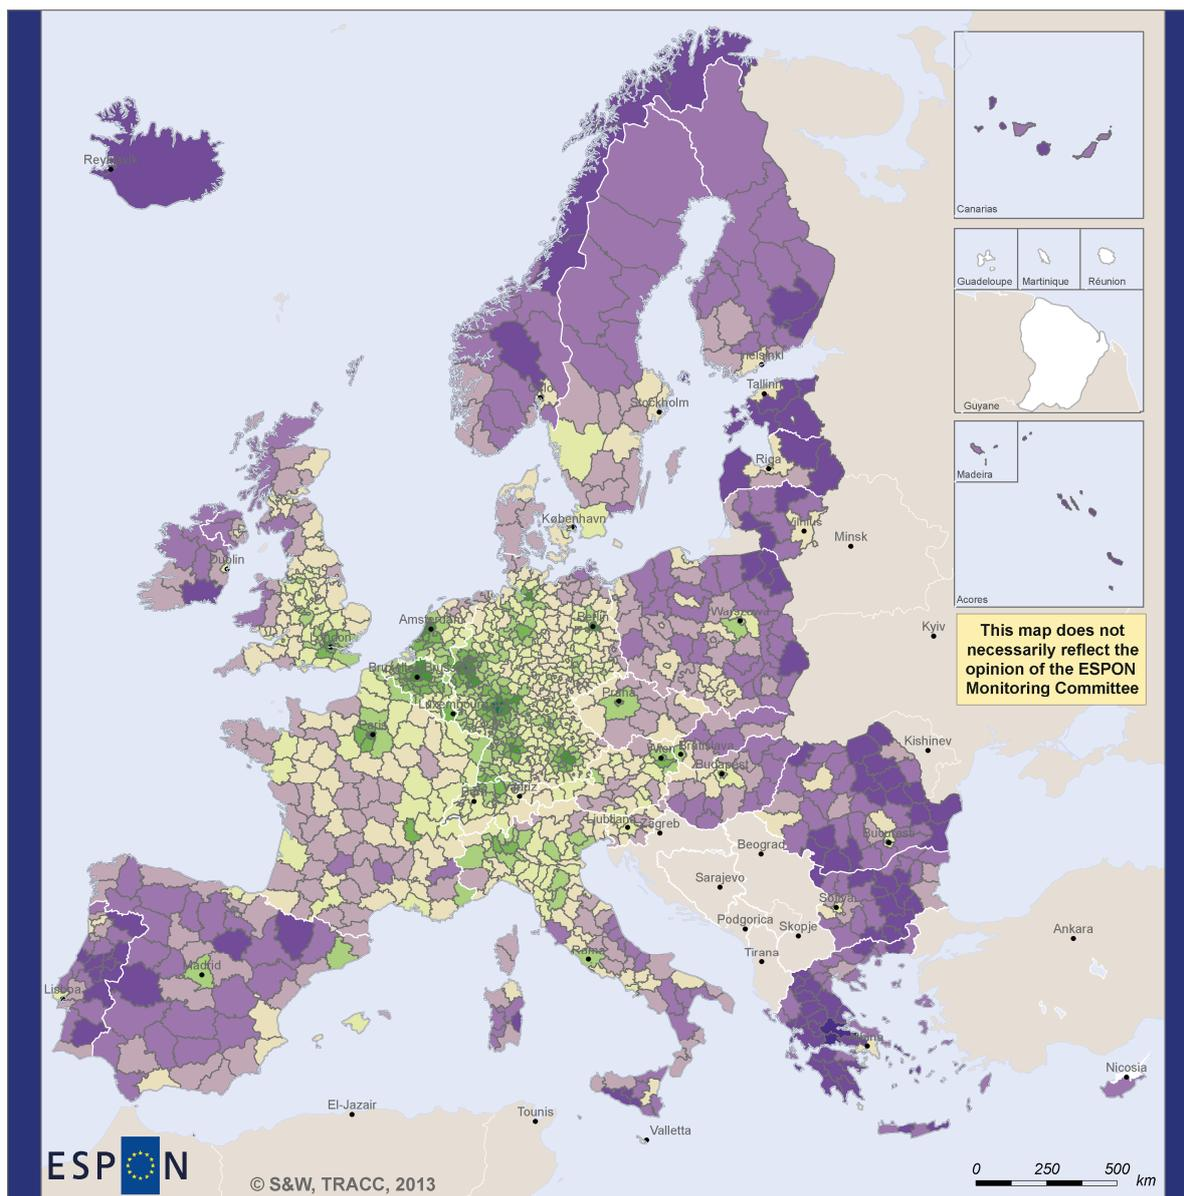 Reykjavik
Canarias
Guadeloupe
Martinique
Réunion
Guyane
Madeira
Acores
Helsinki
Tallinn
Oslo
Stockholm
Riga
København
Vilnius
Minsk
Dublin
This map does not
necessarily reflect the
opinion of the ESPON
Monitoring Committee
Amsterdam
Berlin
Warszawa
London
Kyiv
Praha
Luxembourg
Paris
Wien
Bratislava
Kishinev
Budapest
Bern
Vaduz
Ljubljana
Zagreb
Bucuresti
Beograd
Sarajevo
Sofiya
Podgorica
Skopje
Ankara
Roma
Tirana
Madrid
Lisboa
Athina
Nicosia
El-Jazair
Tounis
Valletta
ESPON
© S&W, TRACC, 2013
0 250 500
km